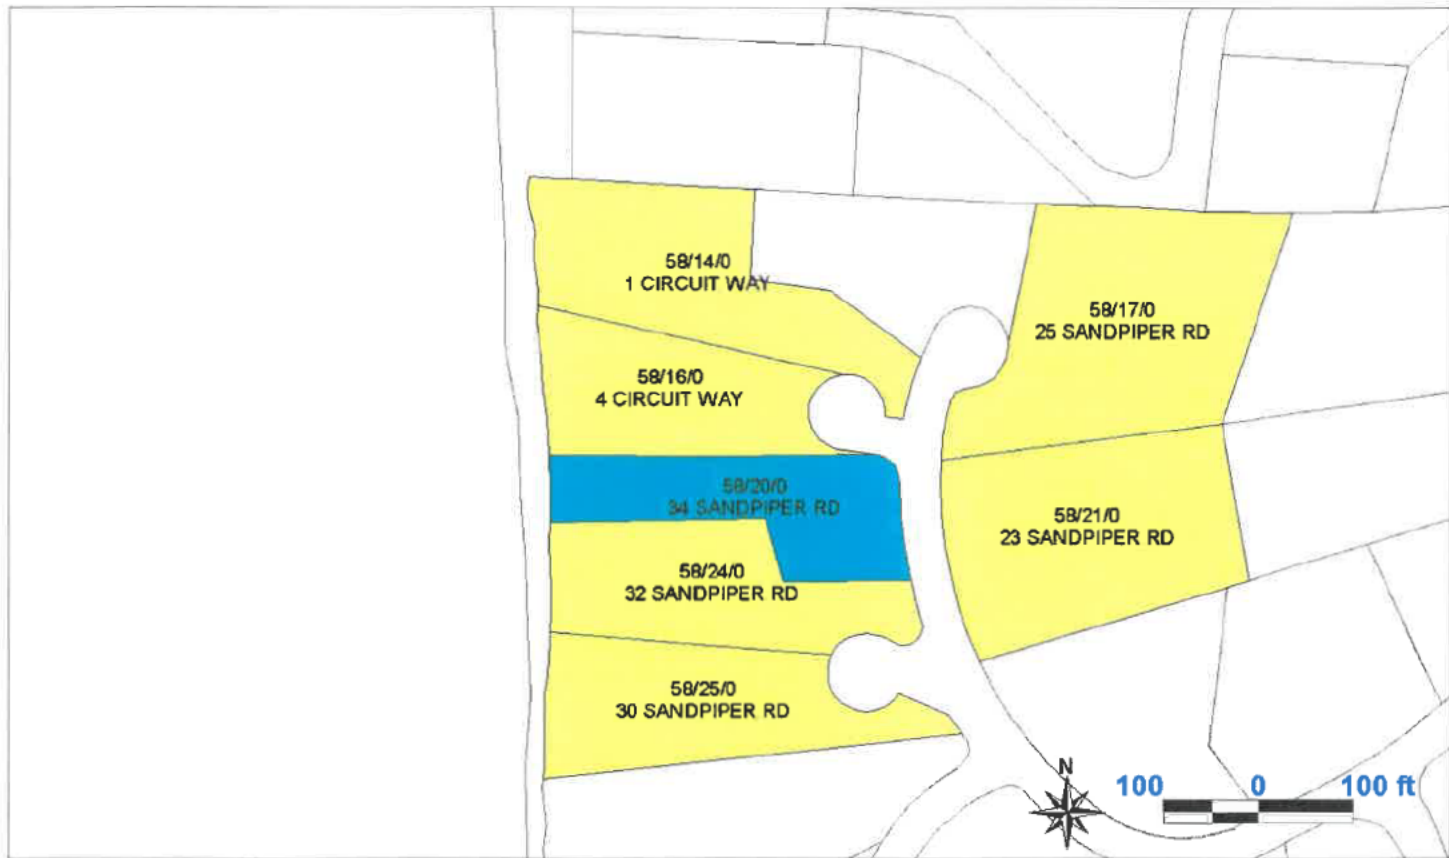 58/14/0
1 CIRCUIT WAY
58/17/0
25 SANDPIPER RD
58/16/0
4 CIRCUIT WAY
58/20/0
34 SANDPIPER RD
58/21/0
23 SANDPIPER RD
58/24/0
32 SANDPIPER RD
58/25/0
30 SANDPIPER RD
N
100 0 100 ft